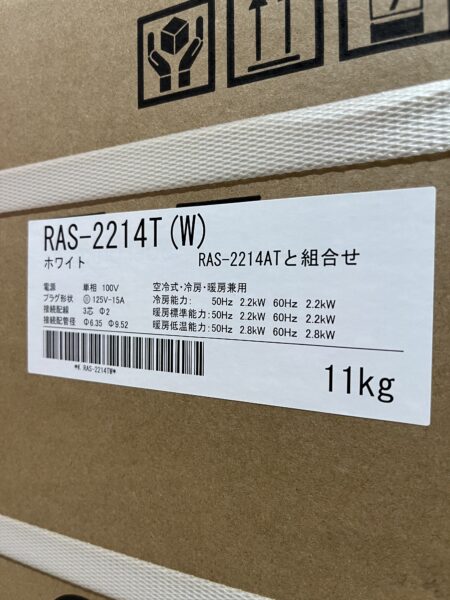 RAS-2214T(W)
ホワイト RAS-2214ATと組合せ
電源 単相 100V 空冷式・冷房・暖房兼用
プラグ形状 125V-15A 冷房能力: 50Hz 2.2kW 60Hz 2.2kW
接続配線 3芯 Φ2 暖房標準能力: 50Hz 2.2kW 60Hz 2.2kW
接続配管径 Φ6.35 Φ9.52 暖房低温能力: 50Hz 2.8kW 60Hz 2.8kW
*K RAS-2214TW*
11kg